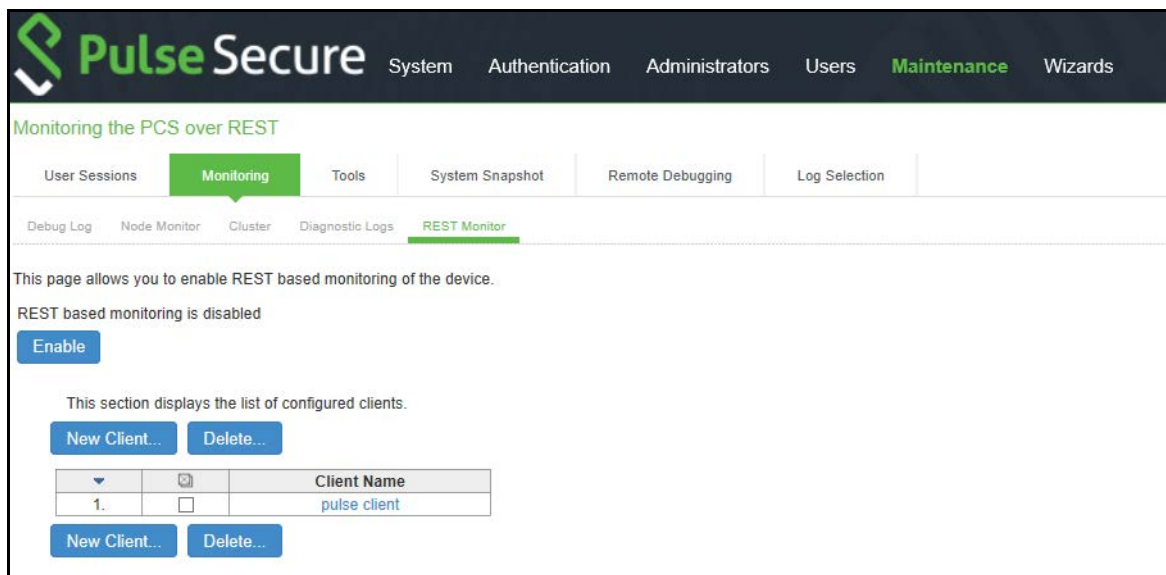 Pulse Secure System Authentication Administrators Users Maintenance Wizards
Monitoring the PCS over REST
User Sessions Monitoring Tools System Snapshot Remote Debugging Log Selection
Debug Log Node Monitor Cluster Diagnostic Logs REST Monitor
This page allows you to enable REST based monitoring of the device.
REST based monitoring is disabled
Enable
This section displays the list of configured clients.
New Client... Delete...
Client Name
1. pulse client
New Client... Delete...